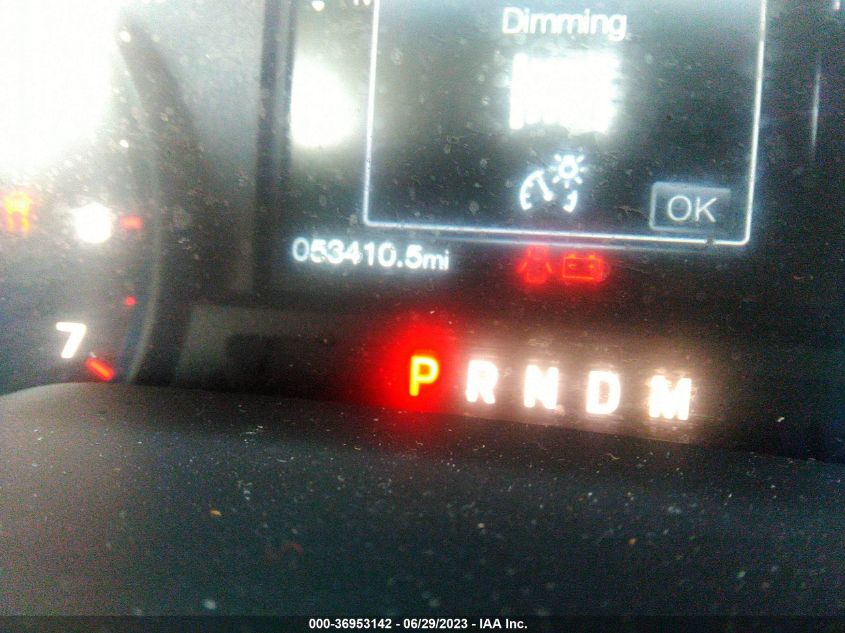 Dimming
OK
053410.5mi
7
P R N D M
000-36953142 - 06/29/2023 - IAA Inc.